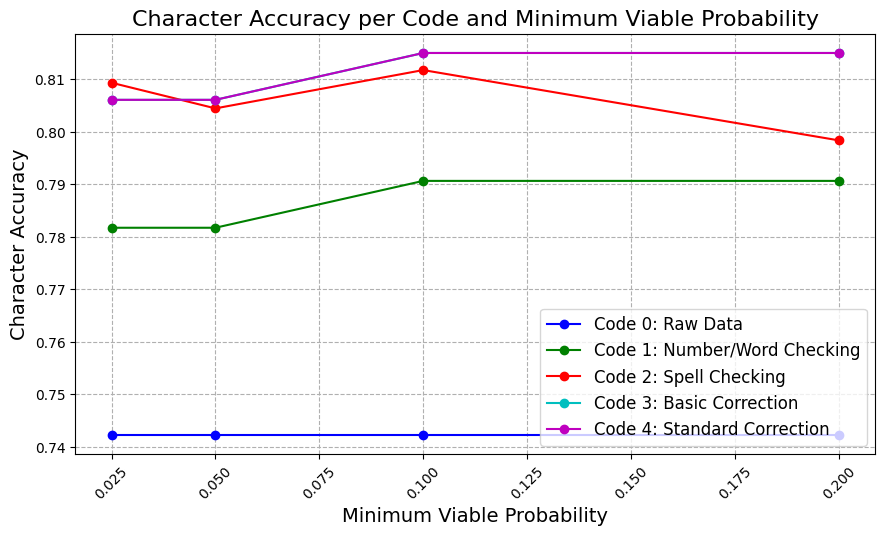 Character Accuracy per Code and Minimum Viable Probability
Character Accuracy
0.81
0.80
0.79
0.78
0.77
0.76
0.75
0.74
Code 0: Raw Data
Code 1: Number/Word Checking
Code 2: Spell Checking
Code 3: Basic Correction
Code 4: Standard Correction
0.025
0.050
0.075
0.100
0.125
0.150
0.175
0.200
Minimum Viable Probability